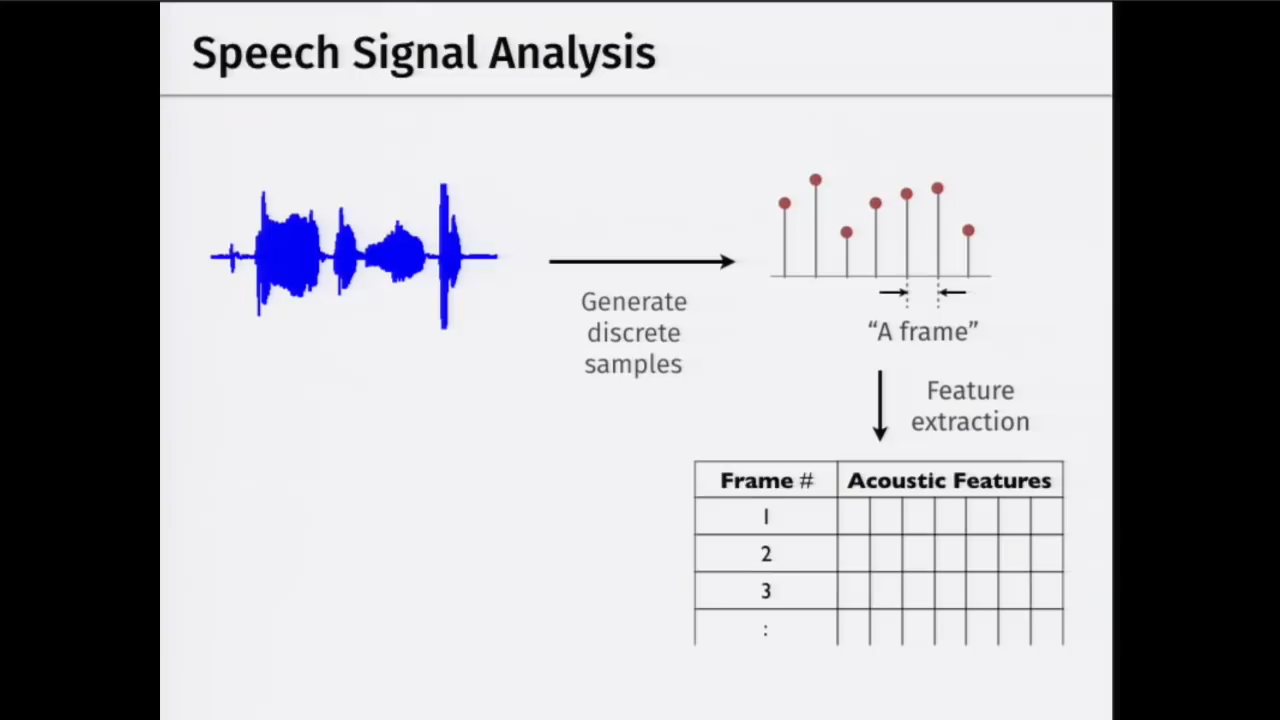 Speech Signal Analysis
Generate
discrete
samples
“A frame”
Feature
extraction
Frame # Acoustic Features
1
2
3
: